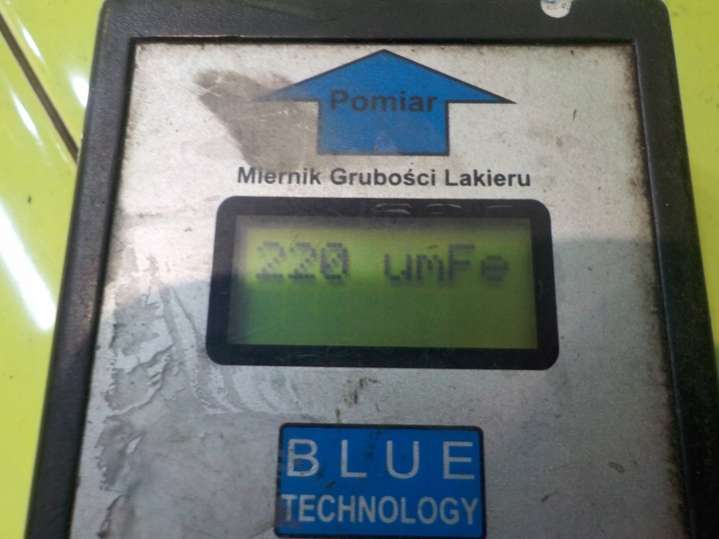 Pomiar
Miernik Grubości Lakieru
220 umFe
BLUE
TECHNOLOGY